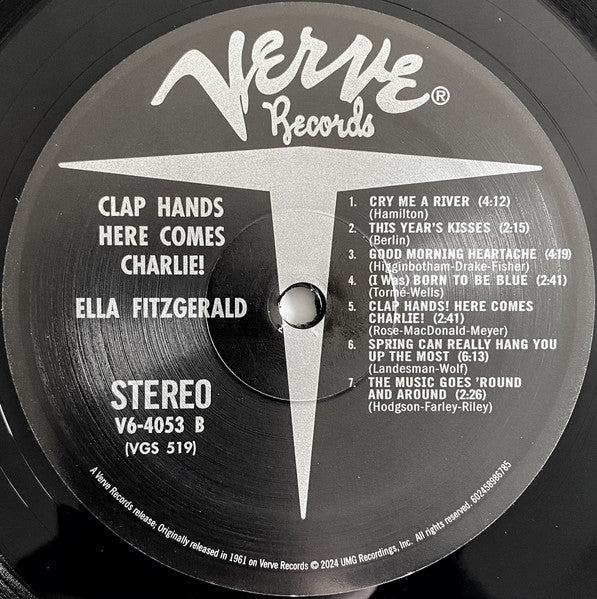 Verve®
Records
CLAP HANDS
HERE COMES
CHARLIE!
ELLA FITZGERALD
STEREO
V6-4053 B
(VGS 519)
1. CRY ME A RIVER (4:12)
(Hamilton)
2. THIS YEAR'S KISSES (2:15)
(Berlin)
3. GOOD MORNING HEARTACHE (4:19)
(Higginbotham-Drake-Fisher)
4. (I Was) BORN TO BE BLUE (2:41)
(Tormé-Wells)
5. CLAP HANDS! HERE COMES
CHARLIE! (2:41)
(Rose-MacDonald-Meyer)
6. SPRING CAN REALLY HANG YOU
UP THE MOST (6:13)
(Landesman-Wolf)
7. THE MUSIC GOES 'ROUND
AND AROUND (2:26)
(Hodgson-Farley-Riley)
A Verve Records release; Originally released in 1961 on Verve Records © 2024 UMG Recordings, Inc. All rights reserved. 602458986785